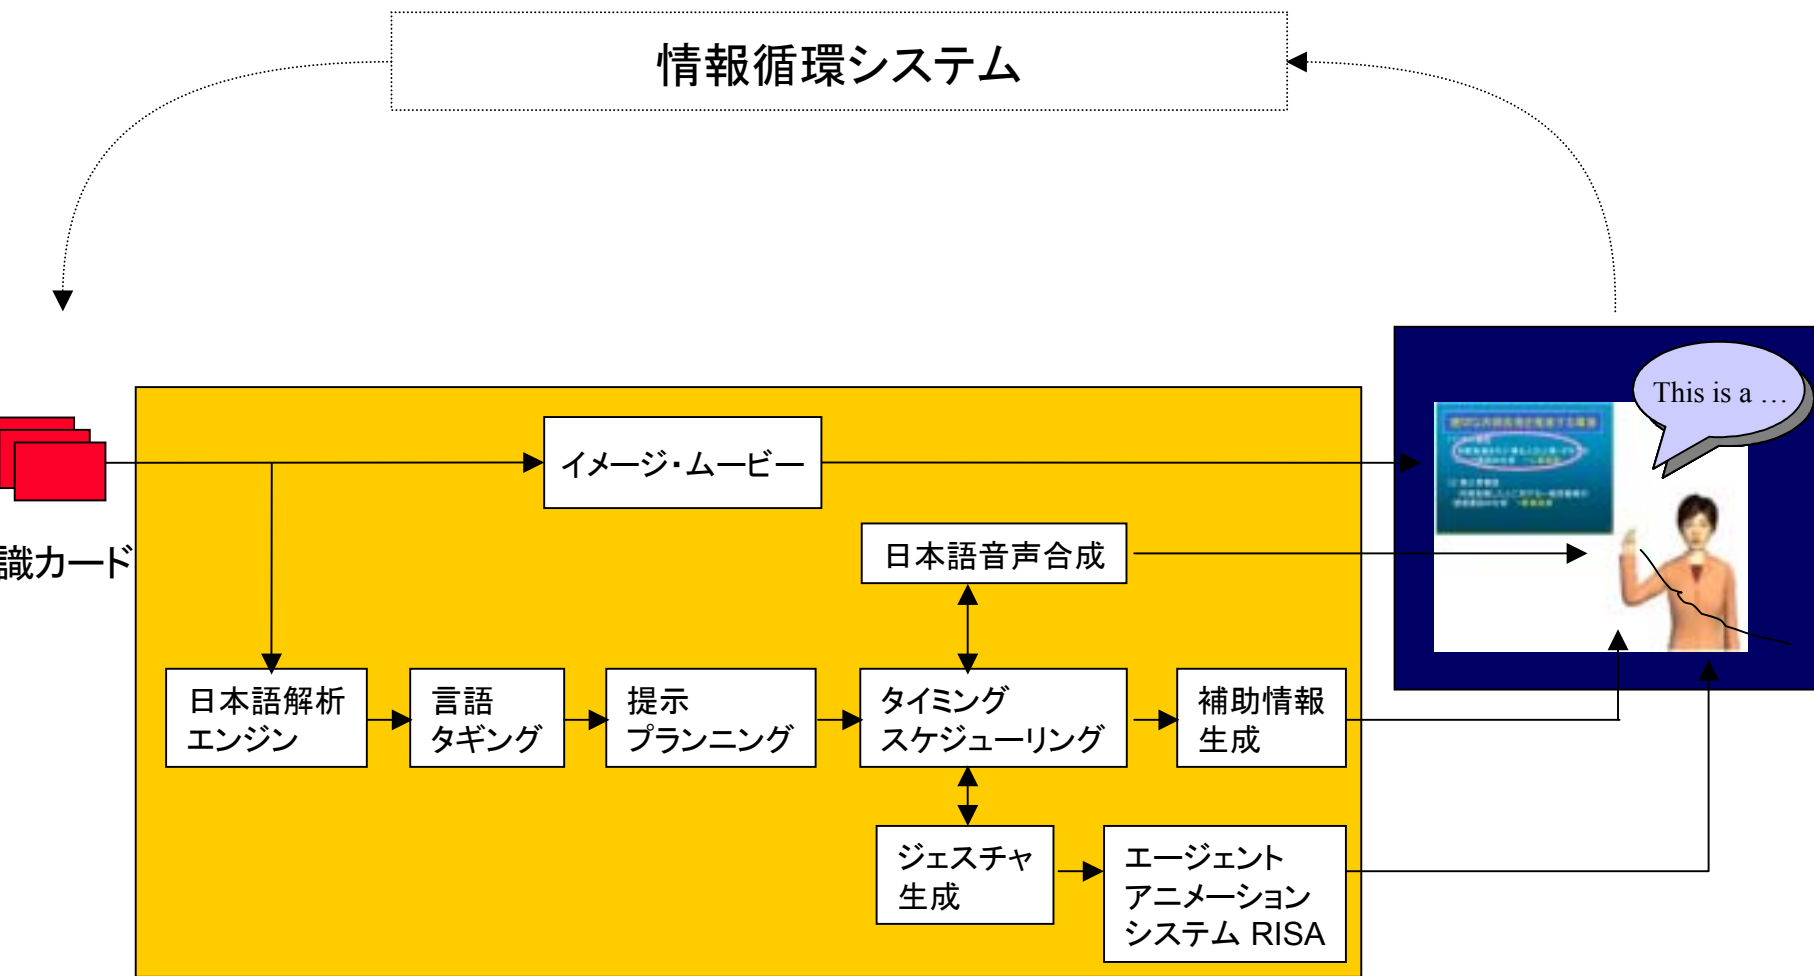 情報循環システム
This is a …
イメージ・ムービー
識カード
日本語音声合成
日本語解析
エンジン
言語
タギング
提示
プランニング
タイミング
スケジューリング
補助情報
生成
ジェスチャ
生成
エージェント
アニメーション
システム RISA